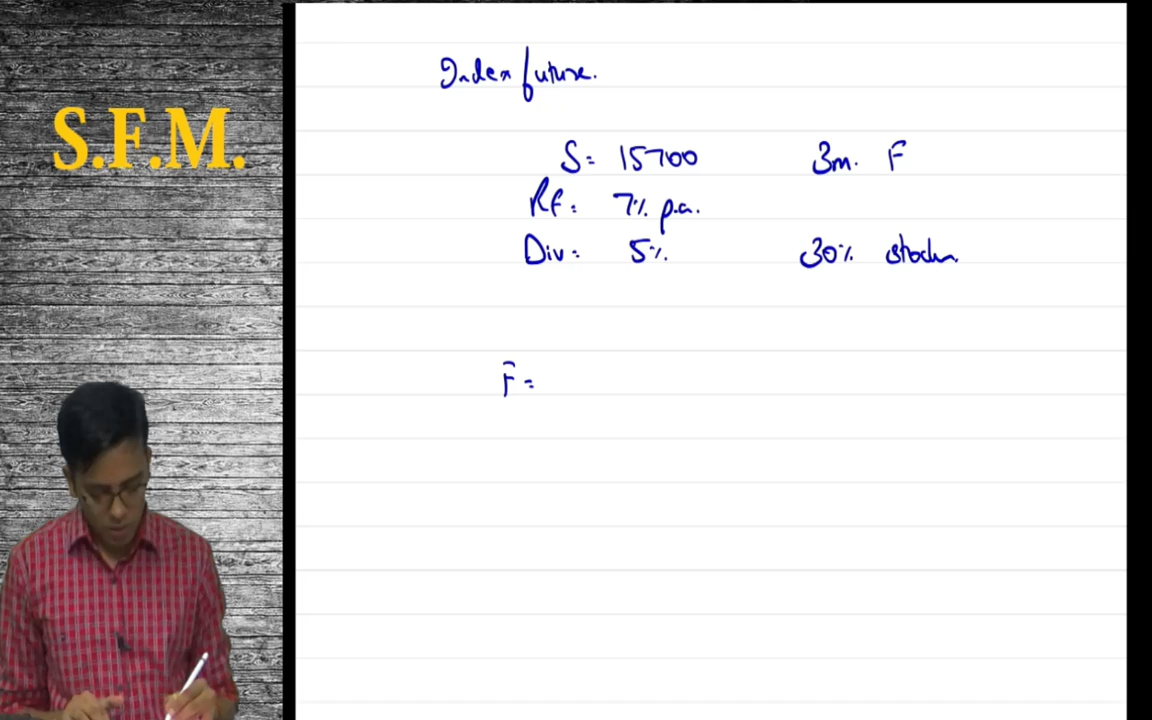 S.F.M.
Index future.
S = 15700 3m. F
Rf = 7% p.a.
Div = 5% 30% stocks
F =